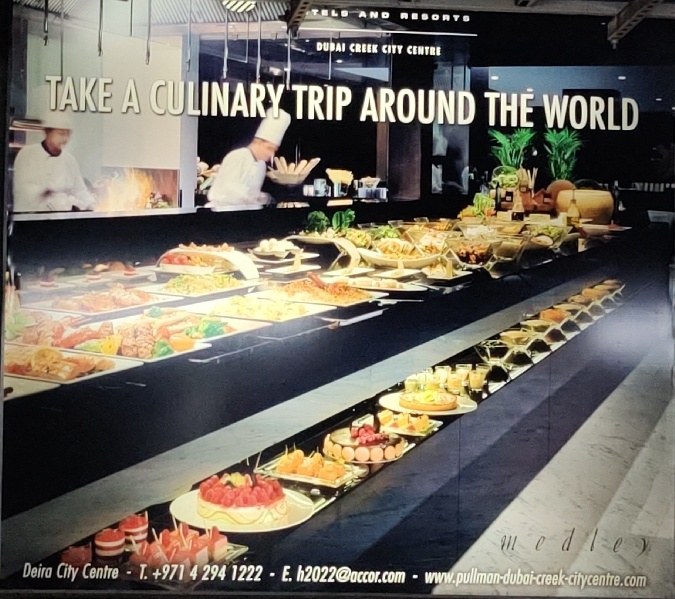 HOTELS AND RESORTS
DUBAI CREEK CITY CENTRE
TAKE A CULINARY TRIP AROUND THE WORLD
medley
Deira City Centre - T. +971 4 294 1222 - E. h2022@accor.com - www.pullman-dubai-creek-citycentre.com